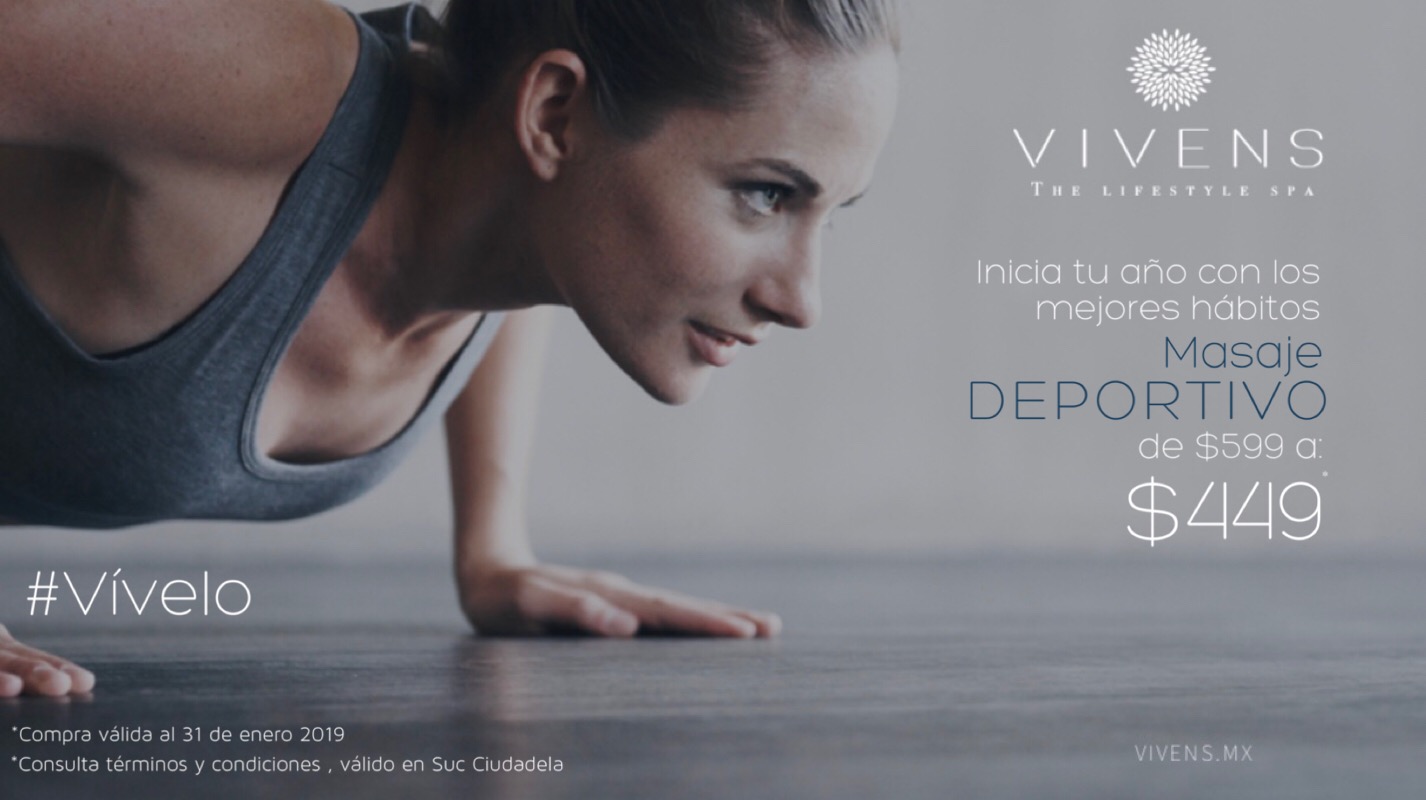 VIVENS
THE LIFESTYLE SPA
Inicia tu año con los
mejores hábitos
Masaje
DEPORTIVO
de $599 a:
$449*
#Vívelo
*Compra válida al 31 de enero 2019
*Consulta términos y condiciones , válido en Suc Ciudadela
VIVENS.MX